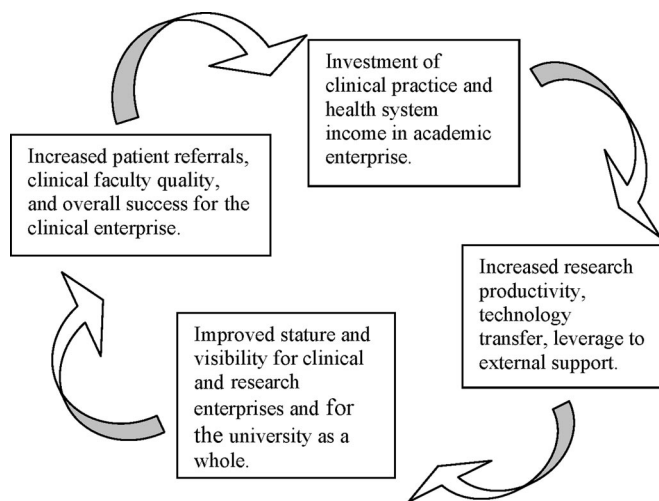 Investment of
clinical practice and
health system
income in academic
enterprise.
Increased research
productivity,
technology
transfer, leverage to
external support.
Improved stature and
visibility for clinical
and research
enterprises and for
the university as a
whole.
Increased patient referrals,
clinical faculty quality,
and overall success for the
clinical enterprise.